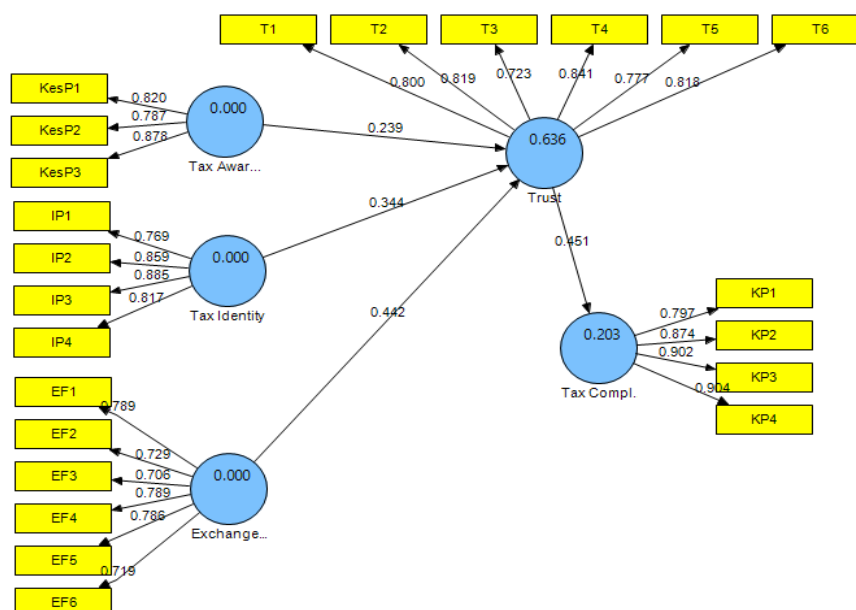 T1
T2
T3
T4
T5
T6
0.800
0.819
0.723
0.841
0.777
0.818
KesP1
KesP2
KesP3
0.820
0.787
0.878
0.000
Tax Awar...
0.239
0.636
Trust
IP1
IP2
IP3
IP4
0.769
0.859
0.885
0.817
0.000
Tax Identity
0.344
0.451
0.442
KP1
KP2
KP3
KP4
0.797
0.874
0.902
0.904
0.203
Tax Compl.
EF1
EF2
EF3
EF4
EF5
EF6
0.789
0.729
0.706
0.789
0.786
0.719
0.000
Exchange...